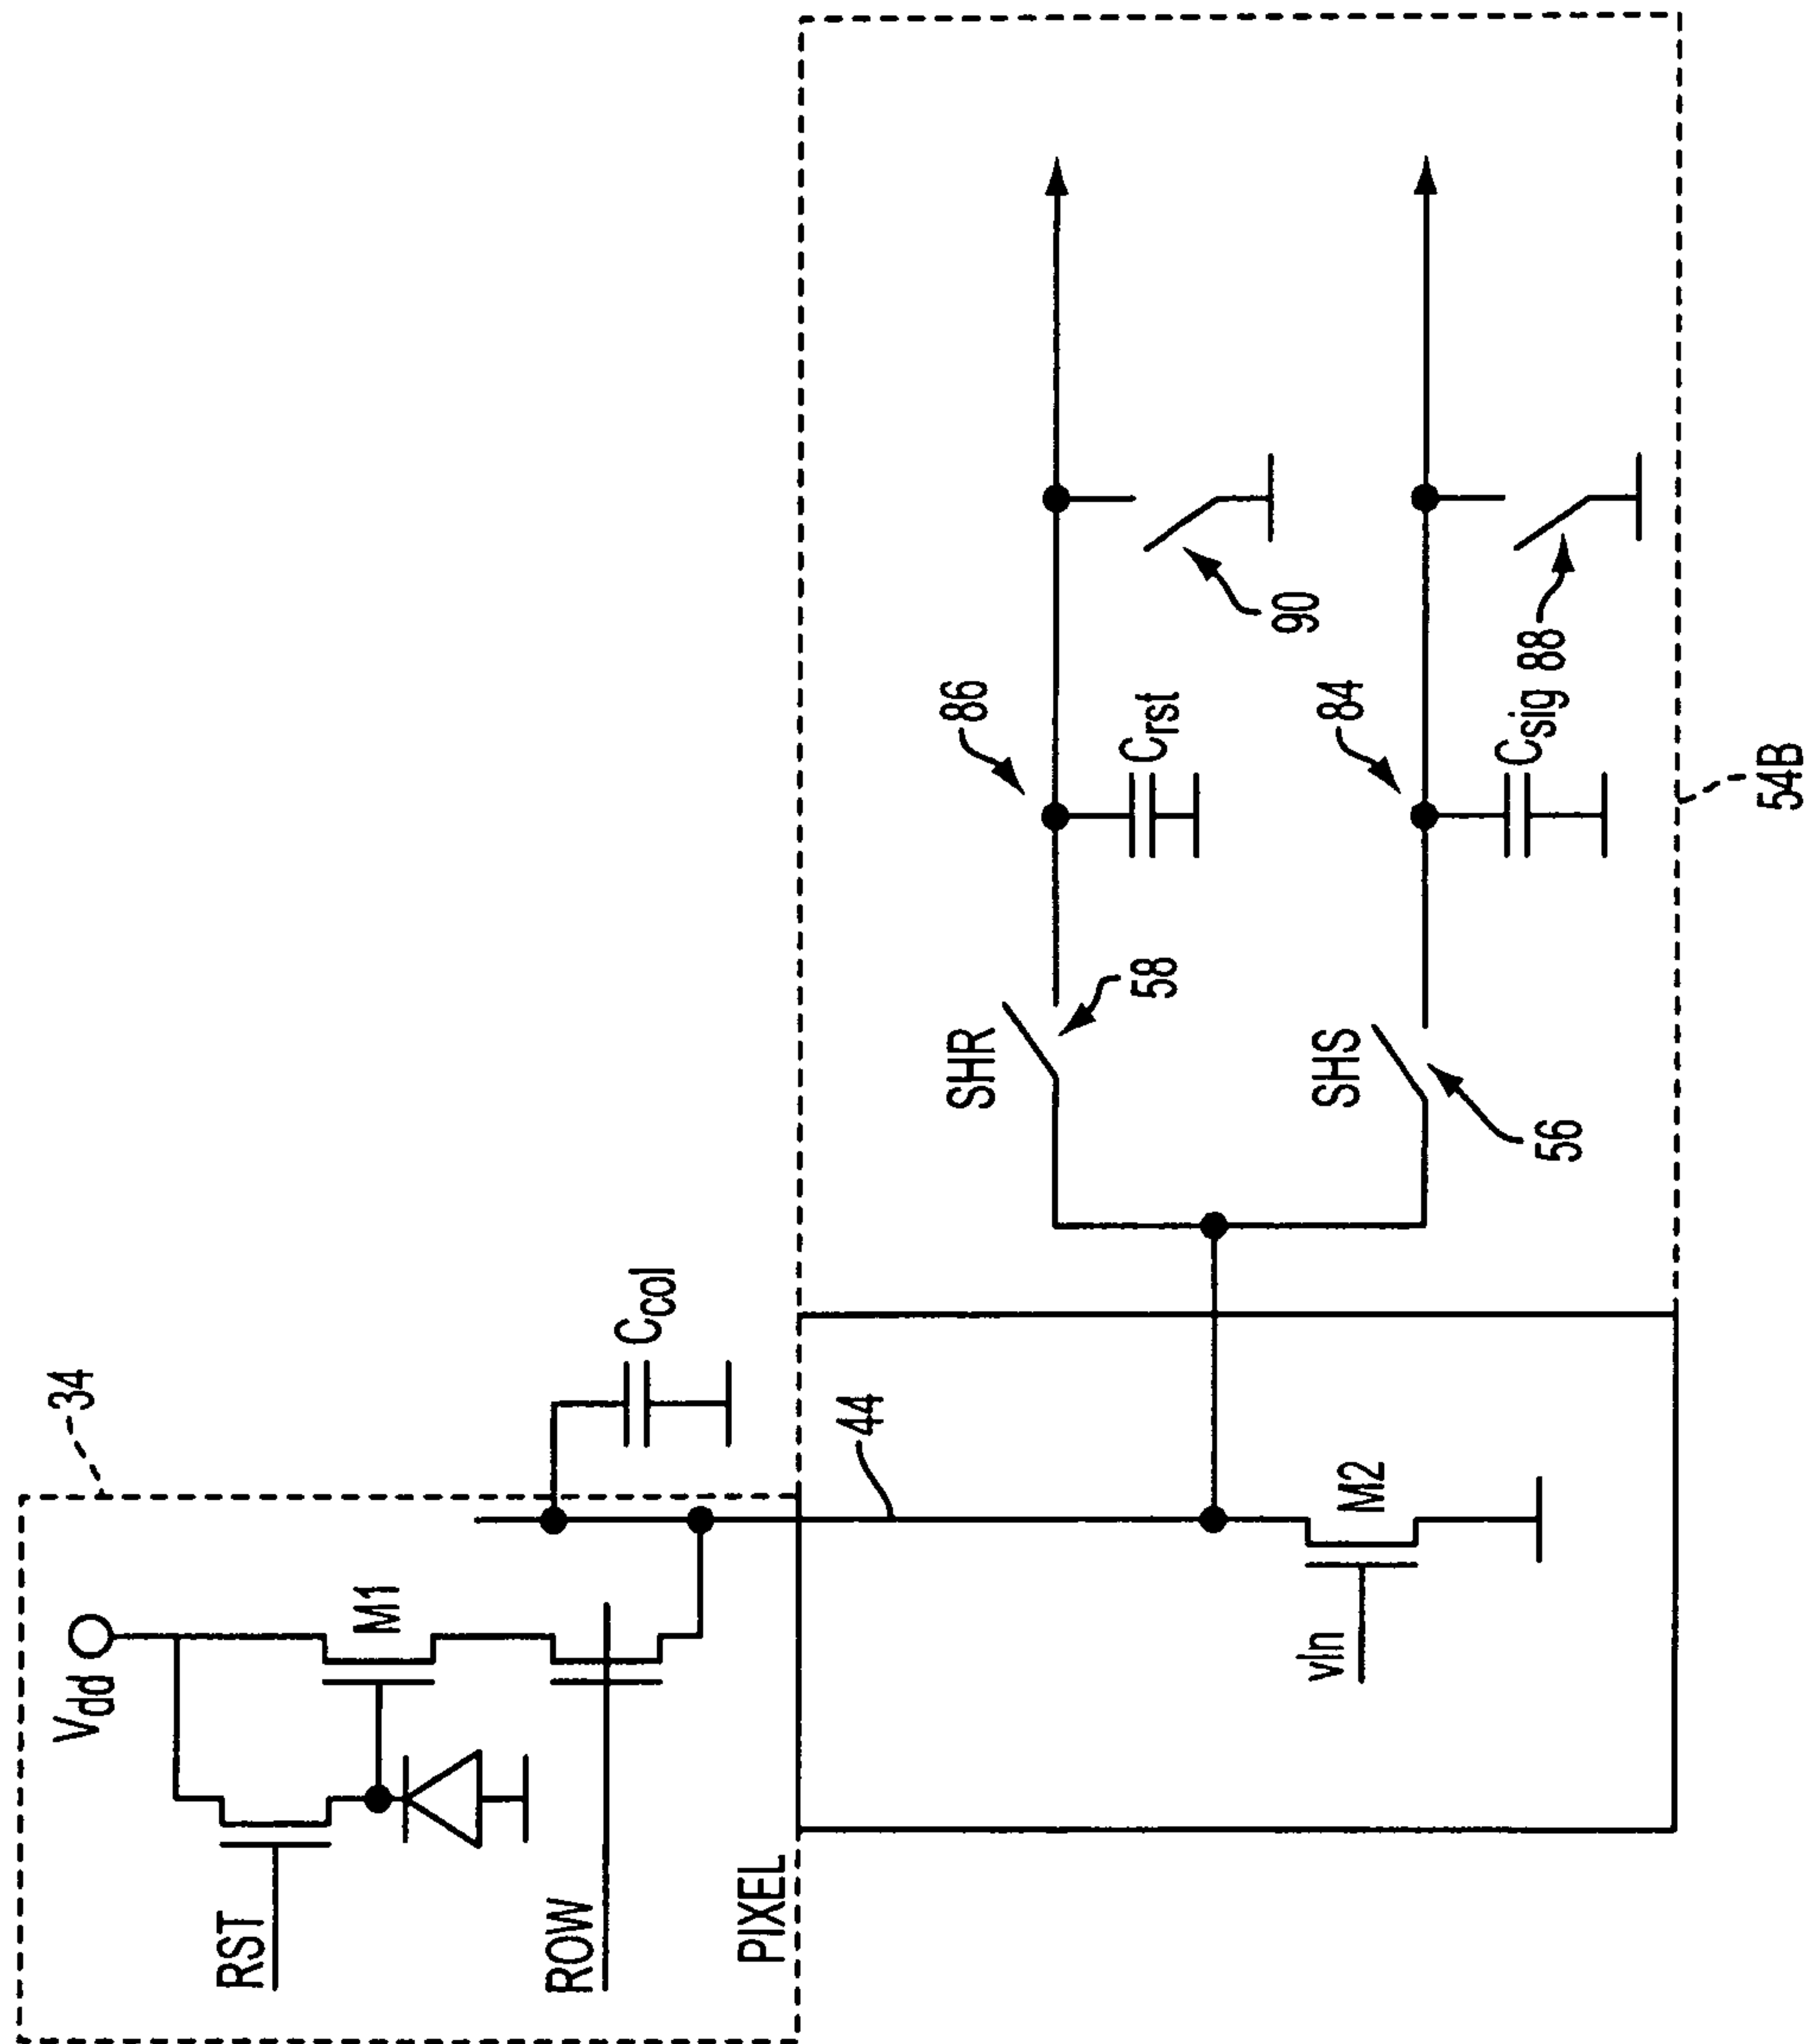 34
Vdd
M1
RST
ROW
PIXEL
Ccol
44
M2
vln
SHR
58
SHS
56
86
Crst
84
Csig
90
88
54B